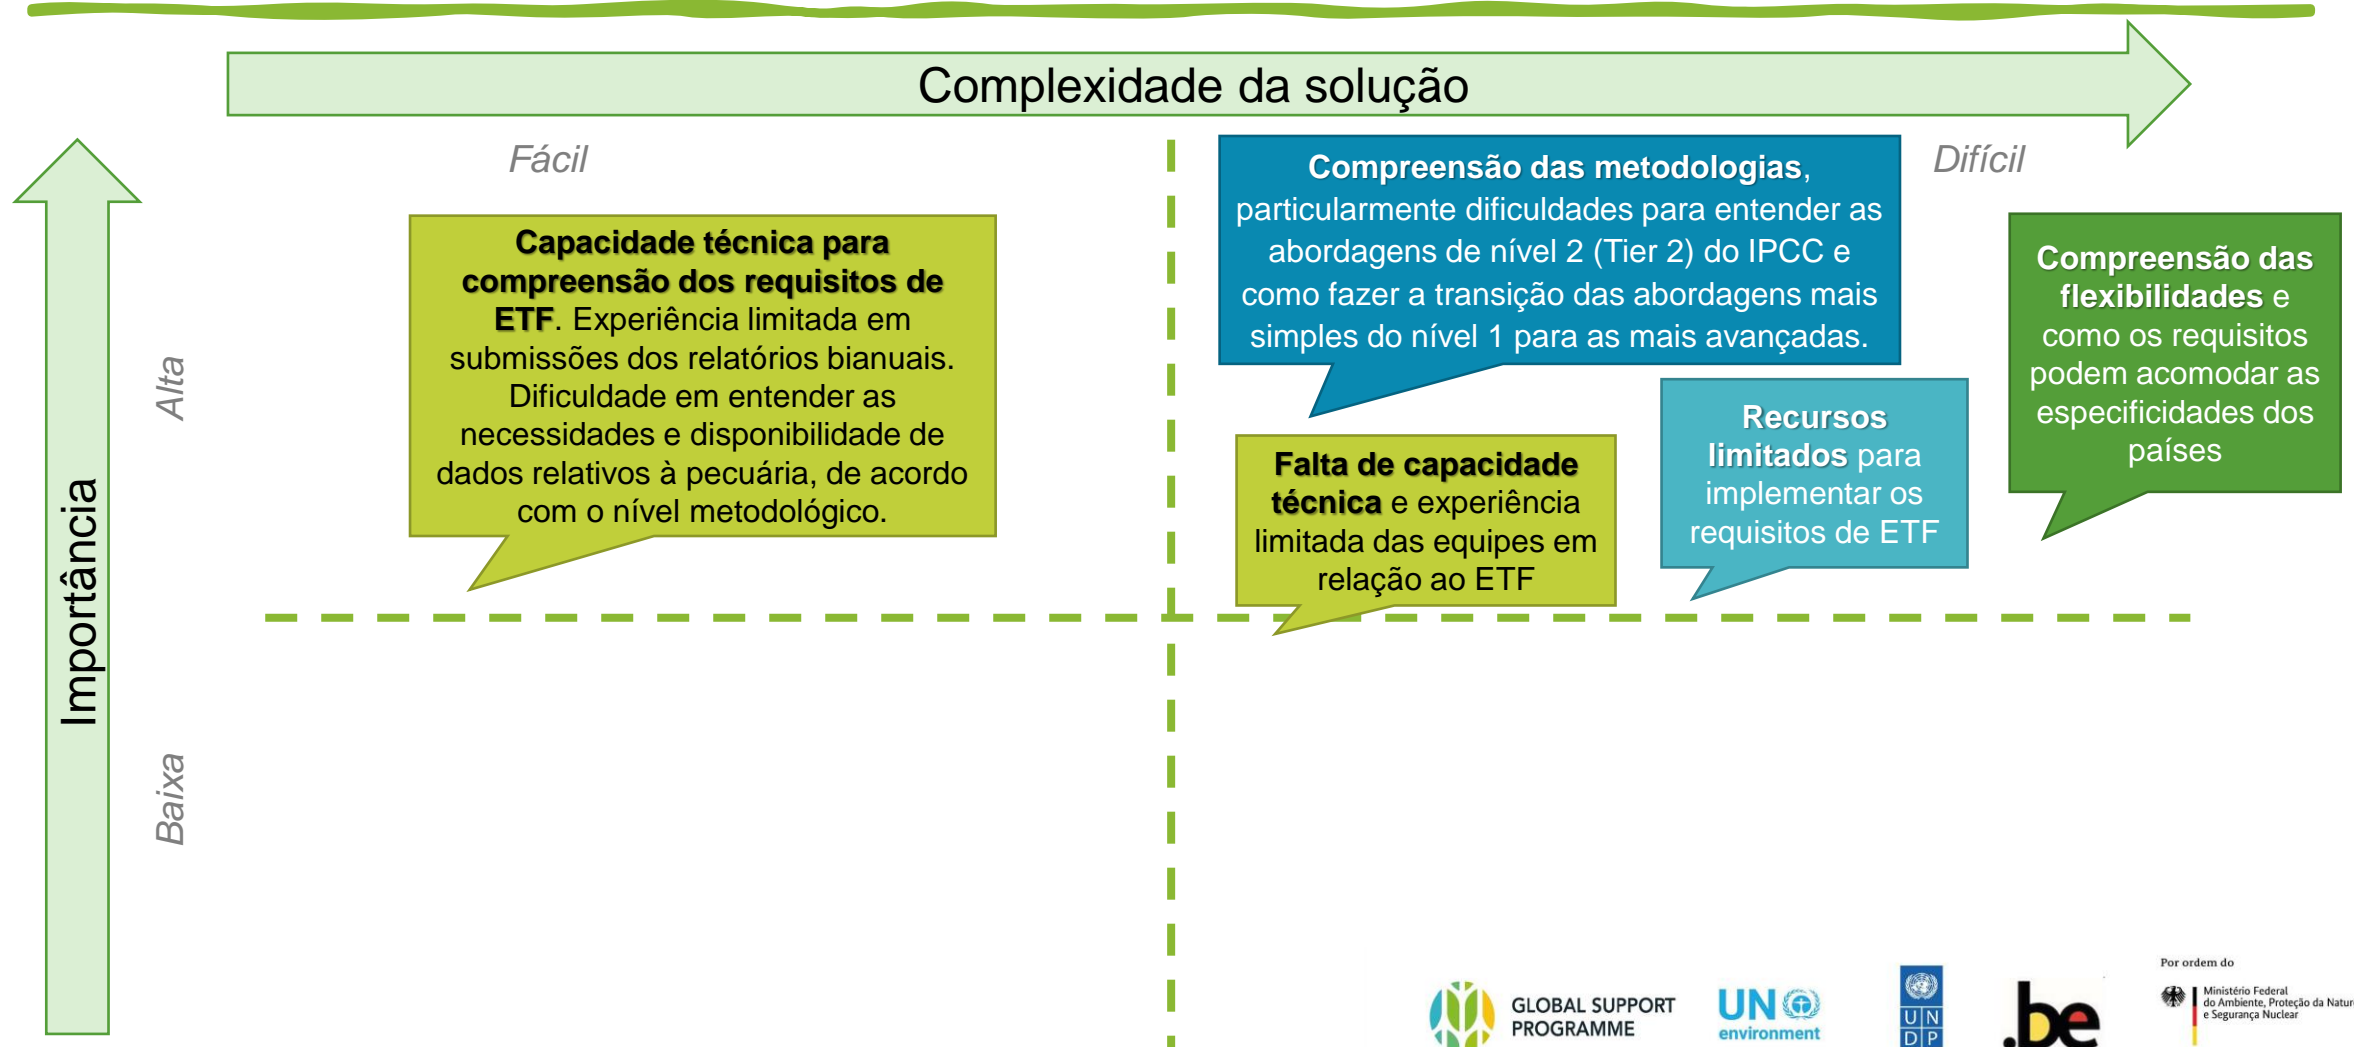 Complexidade da solução
Fácil
Difícil
Importância
Alta
Baixa
Capacidade técnica para
compreensão dos requisitos de
ETF. Experiência limitada em
submissões dos relatórios bianuais.
Dificuldade em entender as
necessidades e disponibilidade de
dados relativos à pecuária, de acordo
com o nível metodológico.
Compreensão das metodologias,
particularmente dificuldades para entender as
abordagens de nível 2 (Tier 2) do IPCC e
como fazer a transição das abordagens mais
simples do nível 1 para as mais avançadas.
Falta de capacidade
técnica e experiência
limitada das equipes em
relação ao ETF
Recursos
limitados para
implementar os
requisitos de ETF
Compreensão das
flexibilidades e
como os requisitos
podem acomodar as
especificidades dos
países
GLOBAL SUPPORT
PROGRAMME
UN
environment
U N
D P
.be
Por ordem do
Ministério Federal
do Ambiente, Proteção da Natur
e Segurança Nuclear